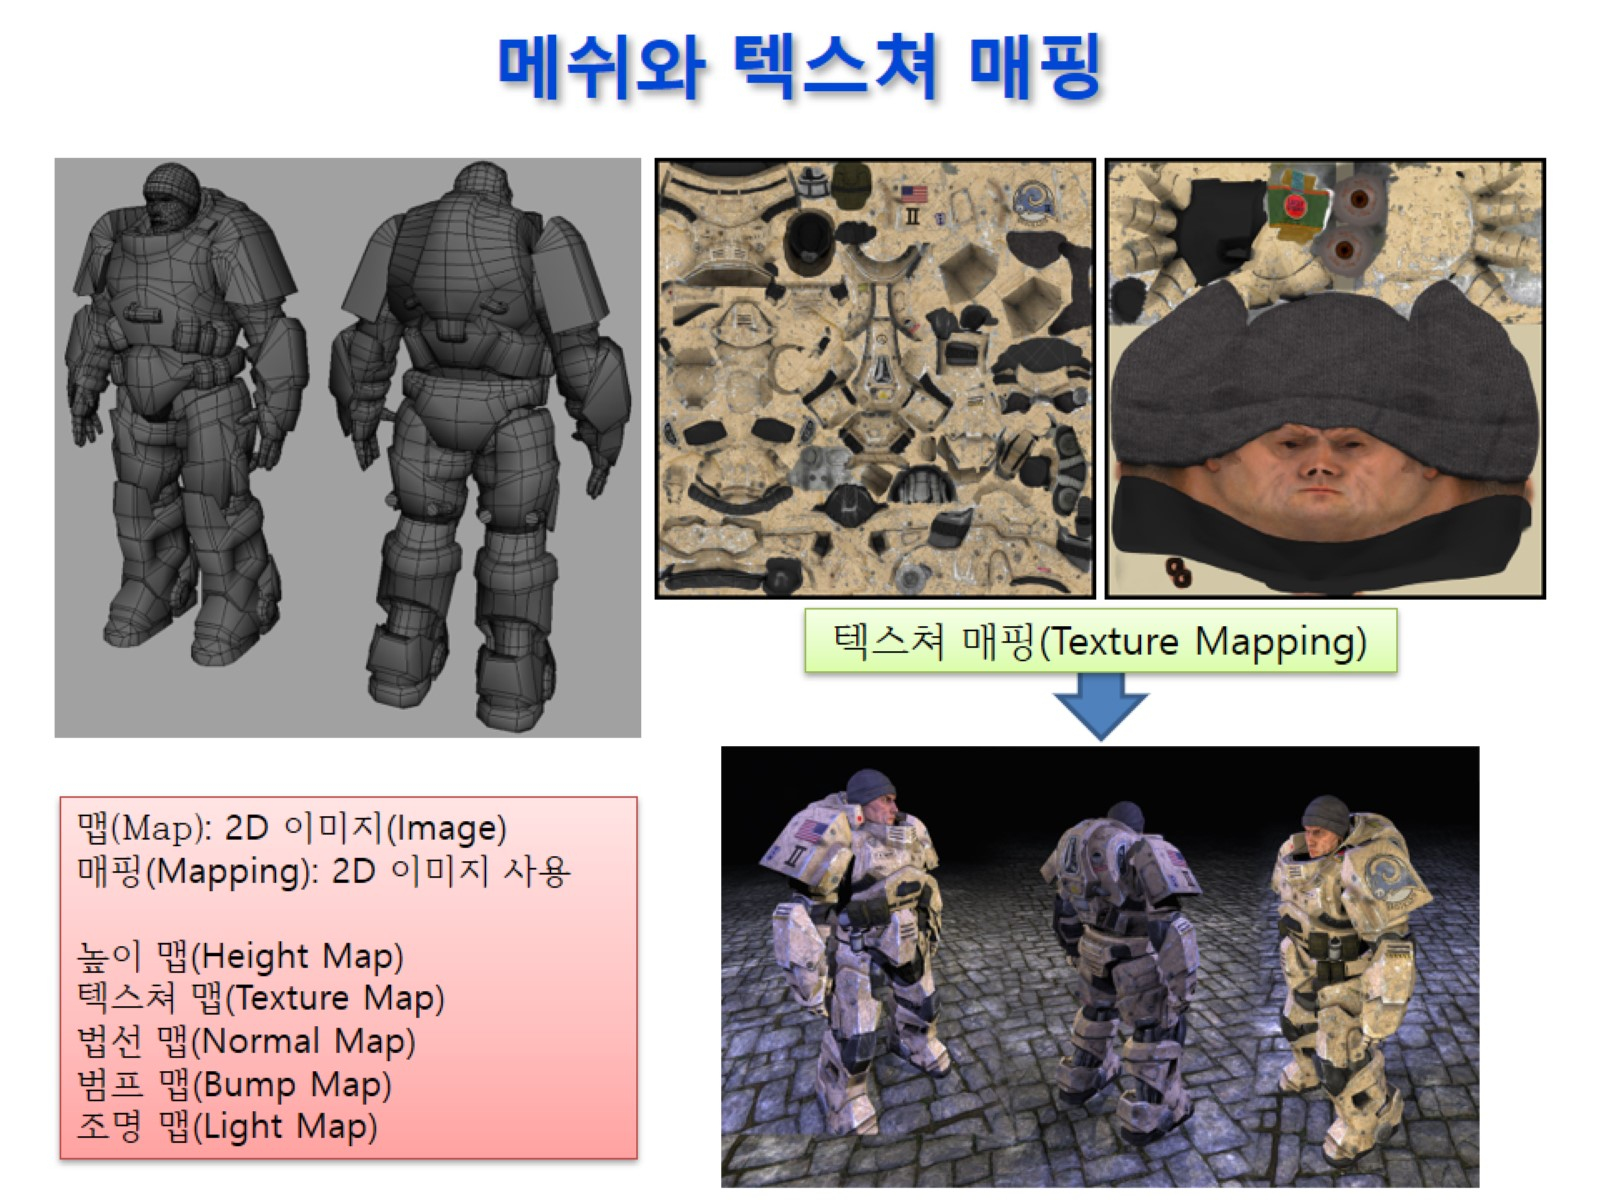 메쉬와 텍스쳐 매핑
II
텍스쳐 매핑(Texture Mapping)
맵(Map): 2D 이미지(Image)
매핑(Mapping): 2D 이미지 사용
높이 맵(Height Map)
텍스쳐 맵(Texture Map)
법선 맵(Normal Map)
범프 맵(Bump Map)
조명 맵(Light Map)
II